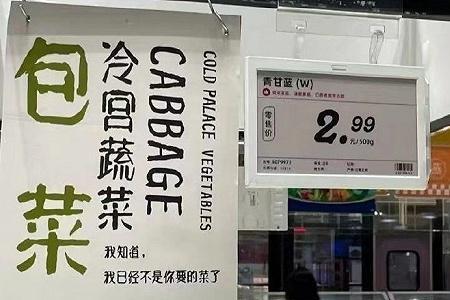 包菜
冷宫蔬菜
CABBAGE
COLD PALACE VEGETABLES
我知道，
我已经不是你要的菜了
青甘蓝 (W)
零售价
2.99
元/500g